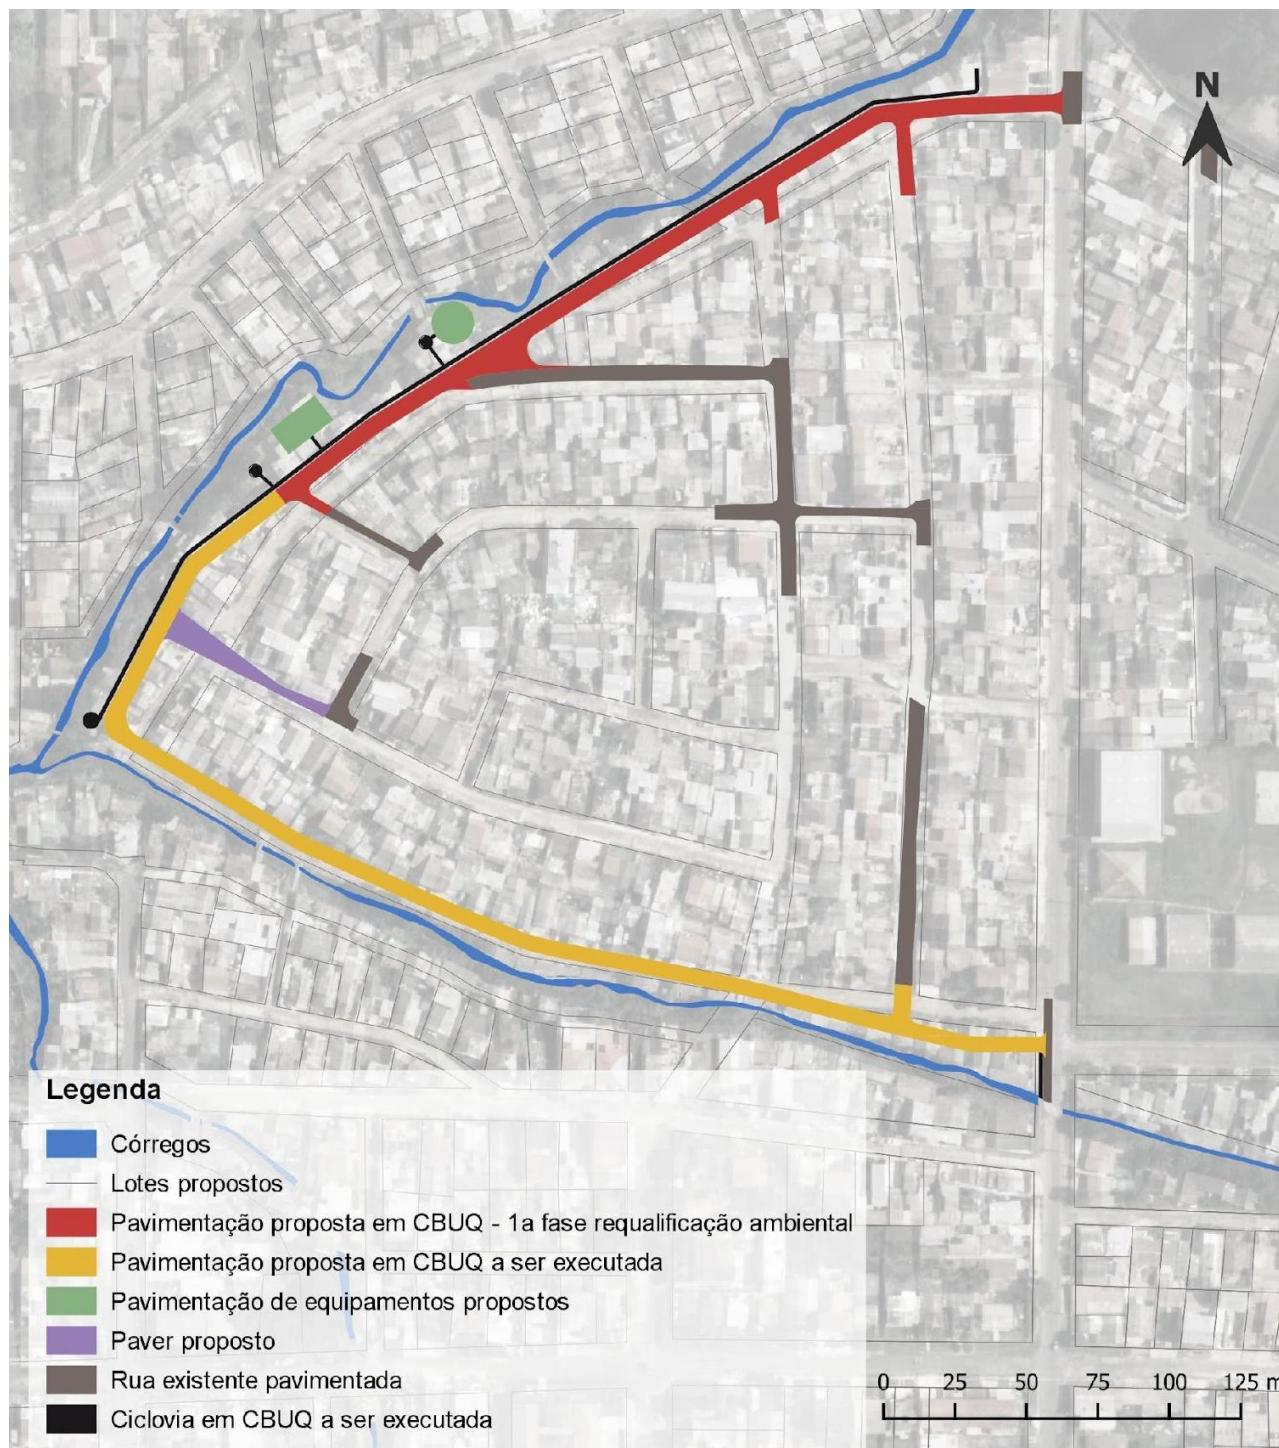 N
Legenda
Córregos
Lotes propostos
Pavimentação proposta em CBUQ - 1a fase requalificação ambiental
Pavimentação proposta em CBUQ a ser executada
Pavimentação de equipamentos propostos
Paver proposto
Rua existente pavimentada
Ciclovia em CBUQ a ser executada
0 25 50 75 100 125 m